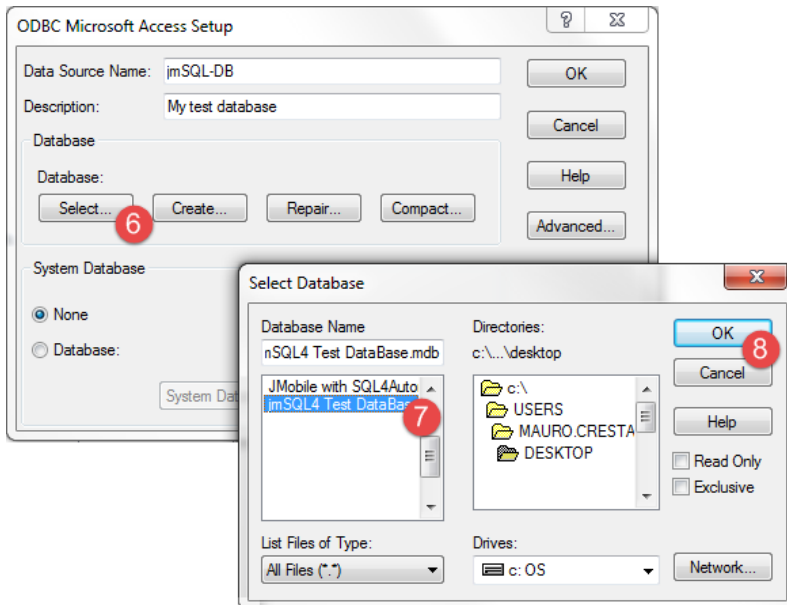 ODBC Microsoft Access Setup
Data Source Name: jmSQL-DB
OK
Description: My test database
Cancel
Database
Database:
Help
Select... Create... Repair... Compact...
6
Advanced...
System Database
None
Database:
System Dat
Select Database
Database Name
nSQL4 Test DataBase.mdb
JMobile with SQL4Auto
jmSQL4 Test DataBas
7
List Files of Type:
All Files (*.*)
Directories:
c:\...\desktop
c:\
USERS
MAURO.CRESTA
DESKTOP
Drives:
c: OS
OK
8
Cancel
Help
Read Only
Exclusive
Network...